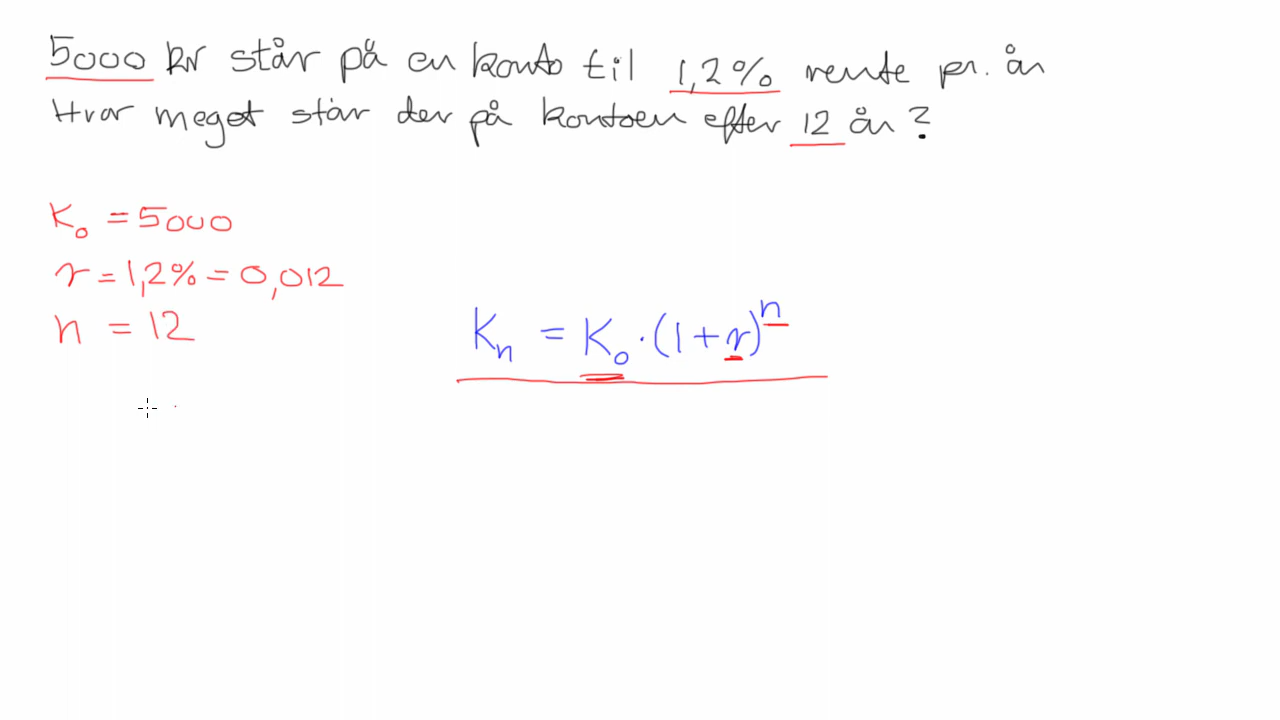 5000 kr står på en konto til 1,2% rente pr. år
Hvor meget står der på kontoen efter 12 år?
K₀ = 5000
r = 1,2% = 0,012
n = 12
Kₙ = K₀ · (1 + r)ⁿ